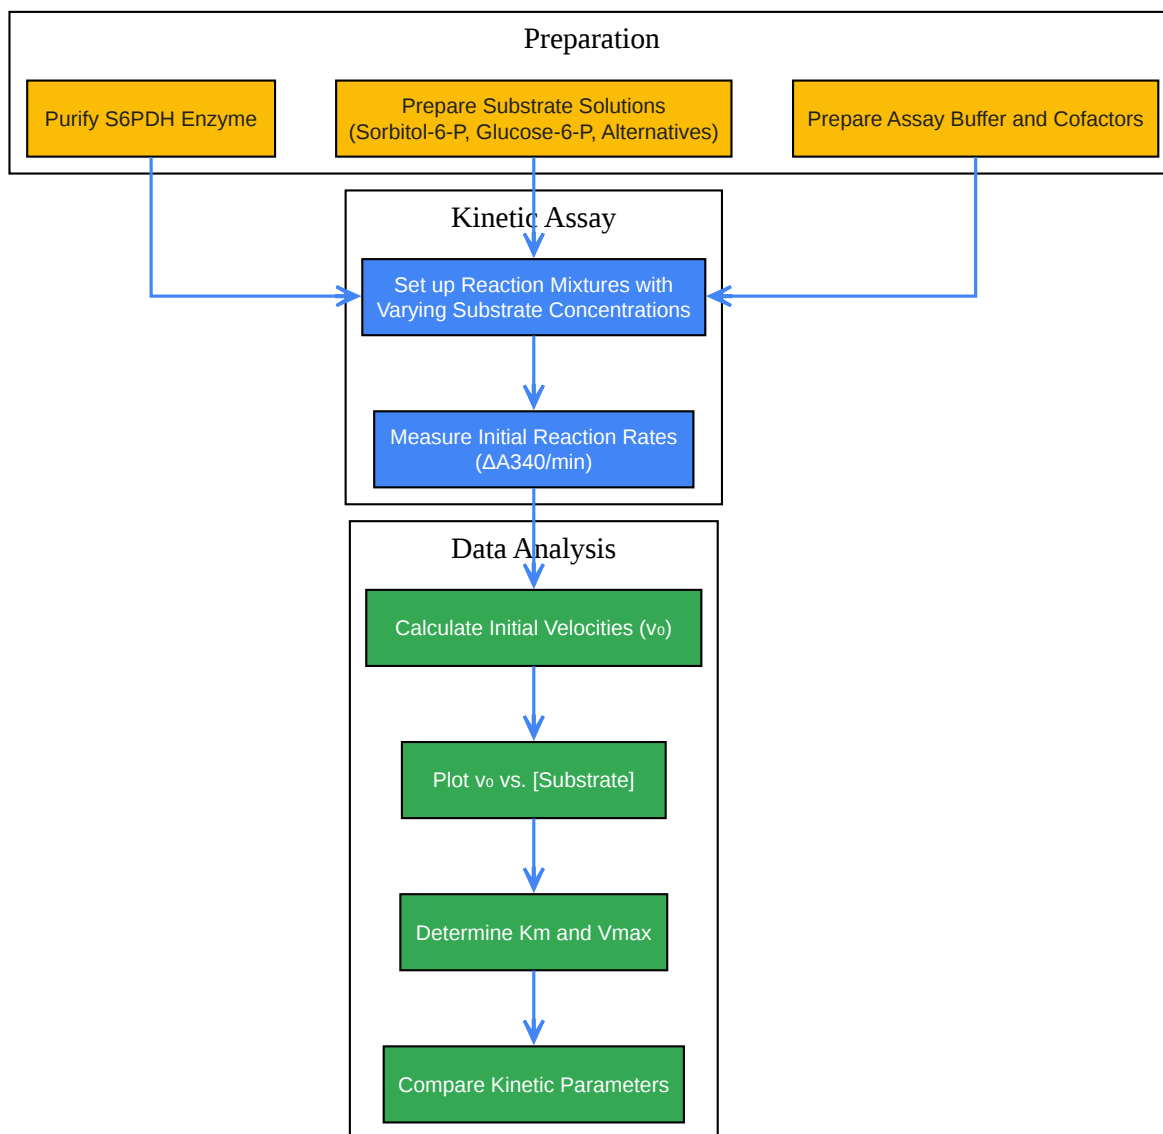 Preparation
Purify S6PDH Enzyme
Prepare Substrate Solutions
(Sorbitol-6-P, Glucose-6-P, Alternatives)
Prepare Assay Buffer and Cofactors
Kinetic Assay
Set up Reaction Mixtures with
Varying Substrate Concentrations
Measure Initial Reaction Rates
(ΔA340/min)
Data Analysis
Calculate Initial Velocities (v₀)
Plot v₀ vs. [Substrate]
Determine Km and Vmax
Compare Kinetic Parameters